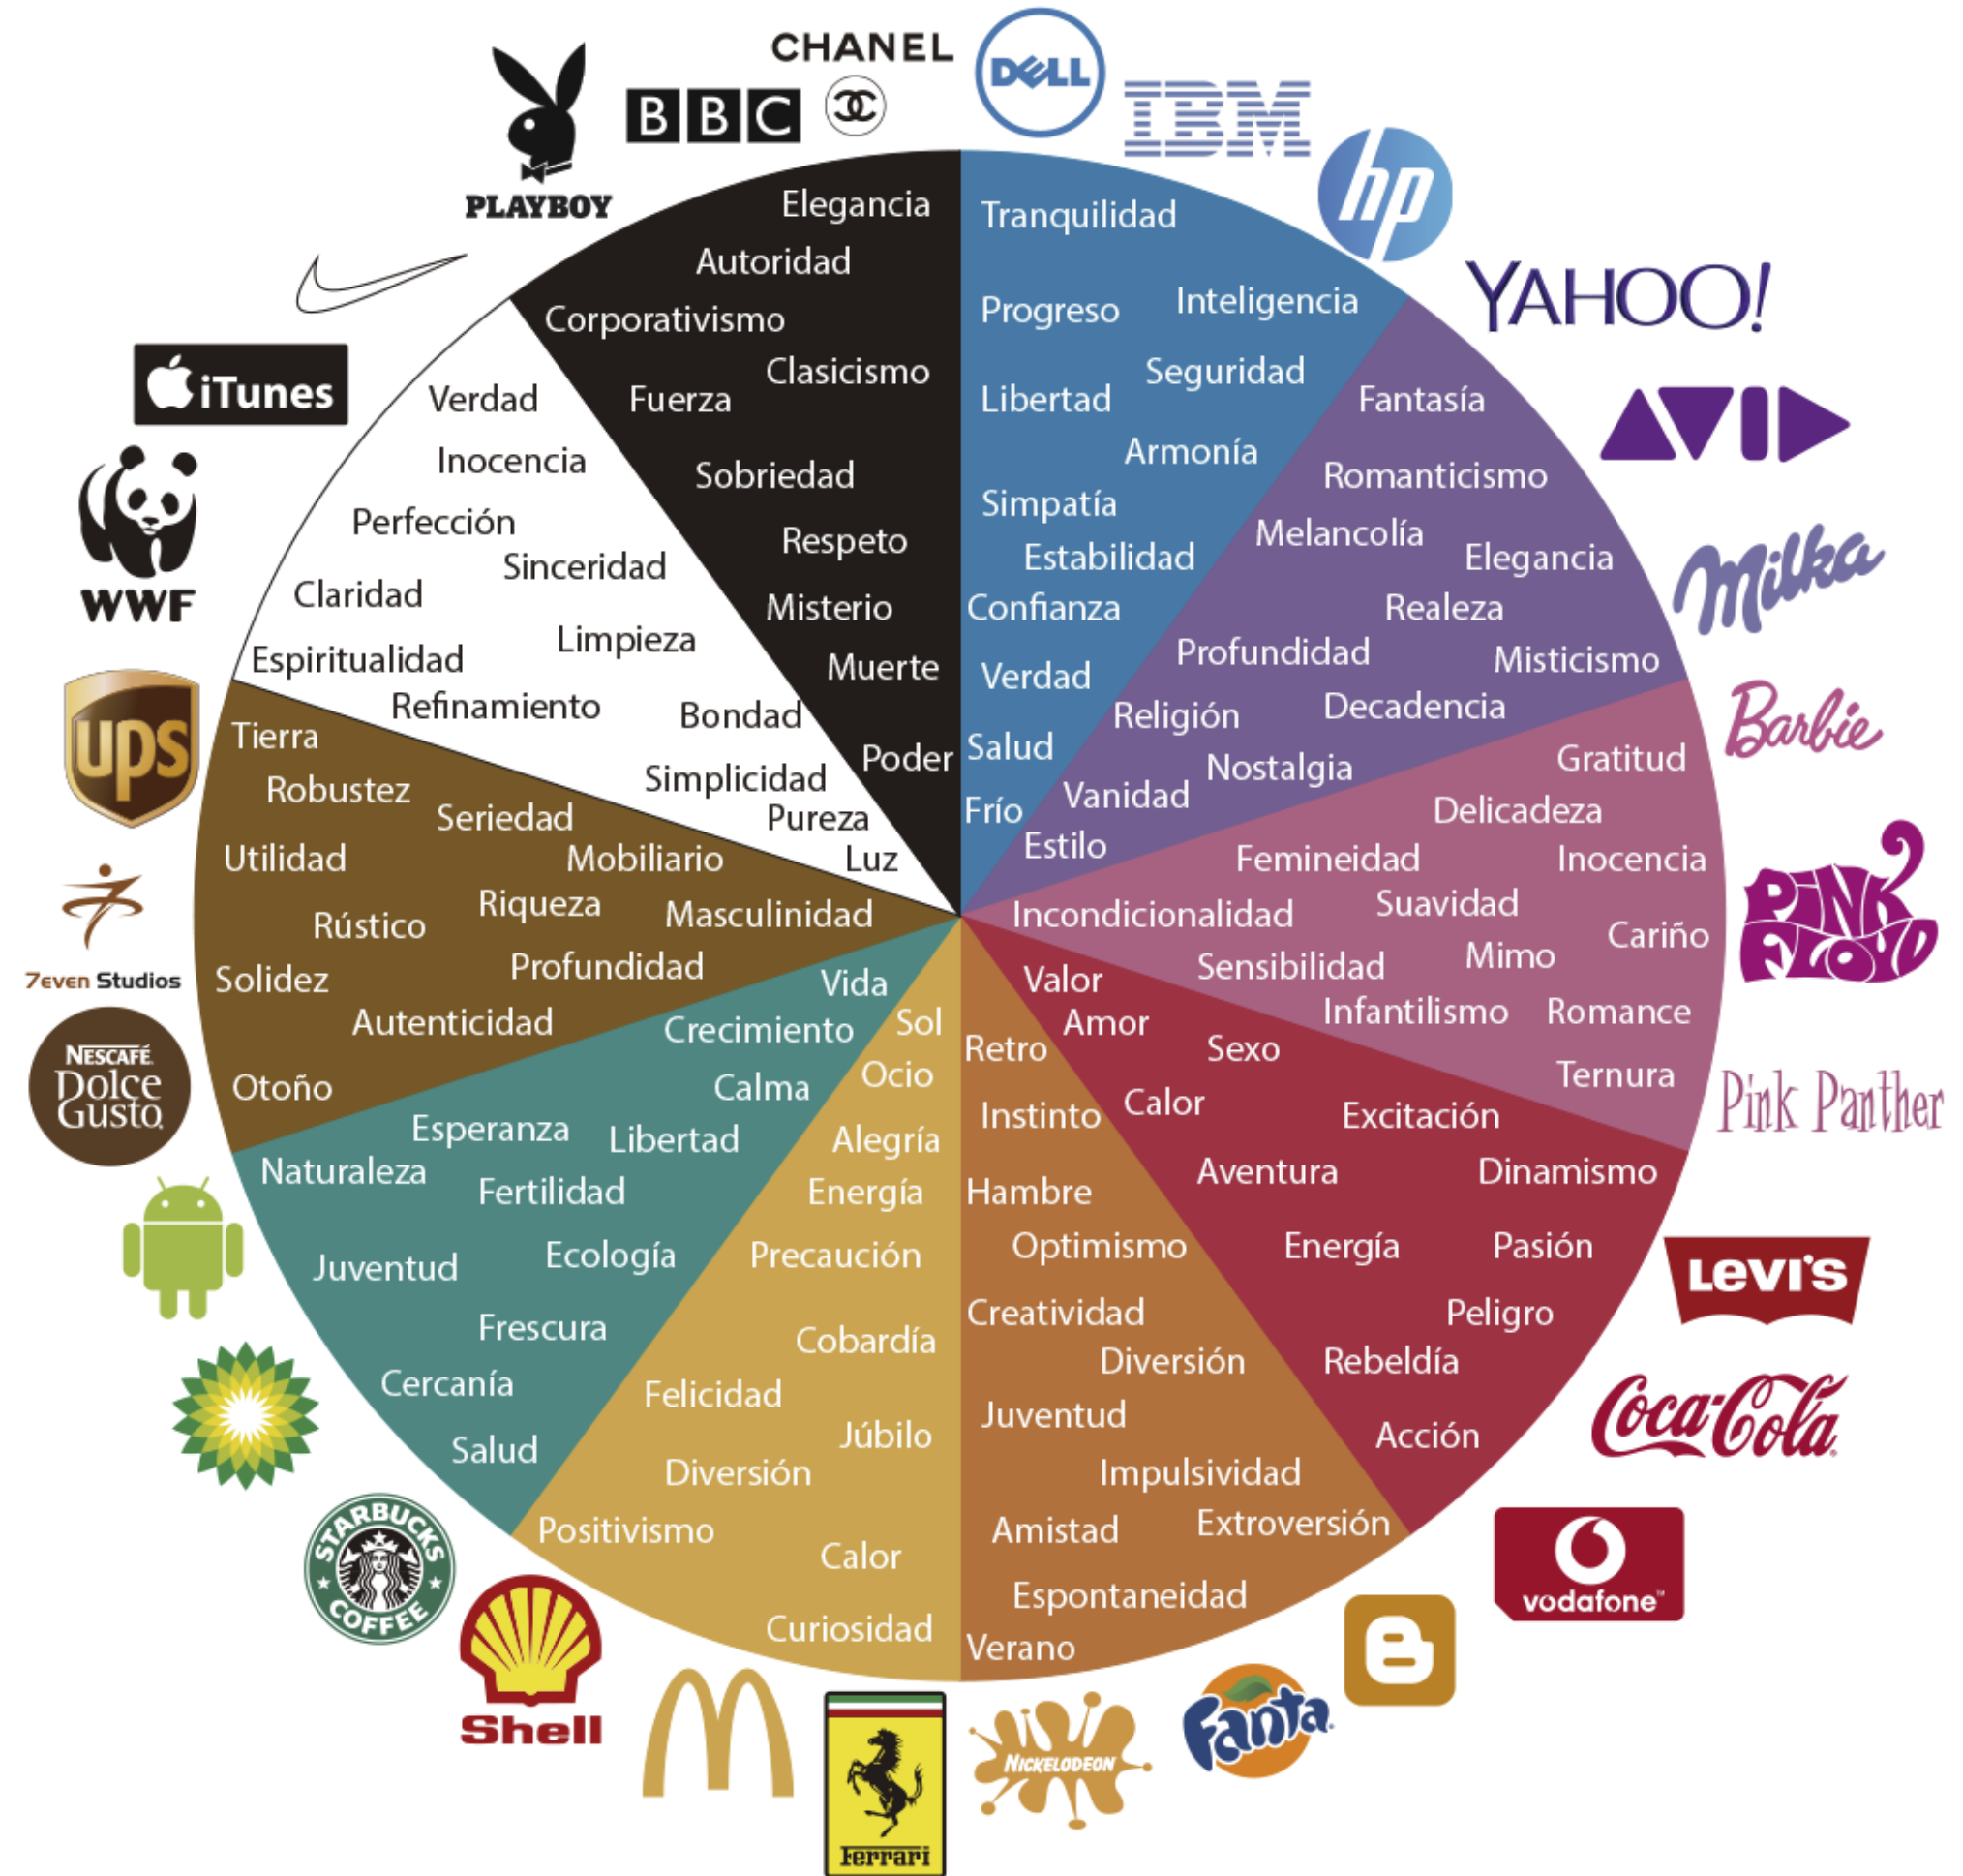 CHANEL
DELL
IBM
hp
BBC
PLAYBOY
YAHOO!
AVID
Milka
Barbie
PINK
FLOYD
Pink Panther
LEVI'S
Coca-Cola
vodafone™
Fanta
NICKELODEON
Ferrari
M
Shell
STARBUCKS
COFFEE
NESCAFÉ
Dolce
Gusto
7even Studios
ups
WWF
iTunes
Elegancia
Autoridad
Corporativismo
Clasicismo
Fuerza
Sobriedad
Respeto
Misterio
Muerte
Poder
Tranquilidad
Inteligencia
Progreso
Seguridad
Libertad
Armonía
Simpatía
Estabilidad
Confianza
Verdad
Salud
Frío
Fantasía
Romanticismo
Melancolía
Elegancia
Realeza
Profundidad
Misticismo
Decadencia
Religión
Nostalgia
Vanidad
Estilo
Gratitud
Delicadeza
Femineidad
Inocencia
Suavidad
Incondicionalidad
Cariño
Mimo
Sensibilidad
Infantilismo
Romance
Ternura
Valor
Amor
Sexo
Calor
Excitación
Aventura
Dinamismo
Energía
Pasión
Peligro
Rebeldía
Acción
Retro
Instinto
Hambre
Optimismo
Creatividad
Diversión
Juventud
Impulsividad
Extroversión
Amistad
Espontaneidad
Verano
Sol
Ocio
Alegría
Energía
Precaución
Cobardía
Felicidad
Júbilo
Diversión
Positivismo
Calor
Curiosidad
Vida
Crecimiento
Calma
Esperanza
Libertad
Naturaleza
Fertilidad
Ecología
Juventud
Frescura
Cercanía
Salud
Tierra
Robustez
Seriedad
Utilidad
Mobiliario
Riqueza
Masculinidad
Rústico
Profundidad
Solidez
Autenticidad
Otoño
Verdad
Inocencia
Perfección
Sinceridad
Claridad
Limpieza
Espiritualidad
Refinamiento
Bondad
Simplicidad
Pureza
Luz